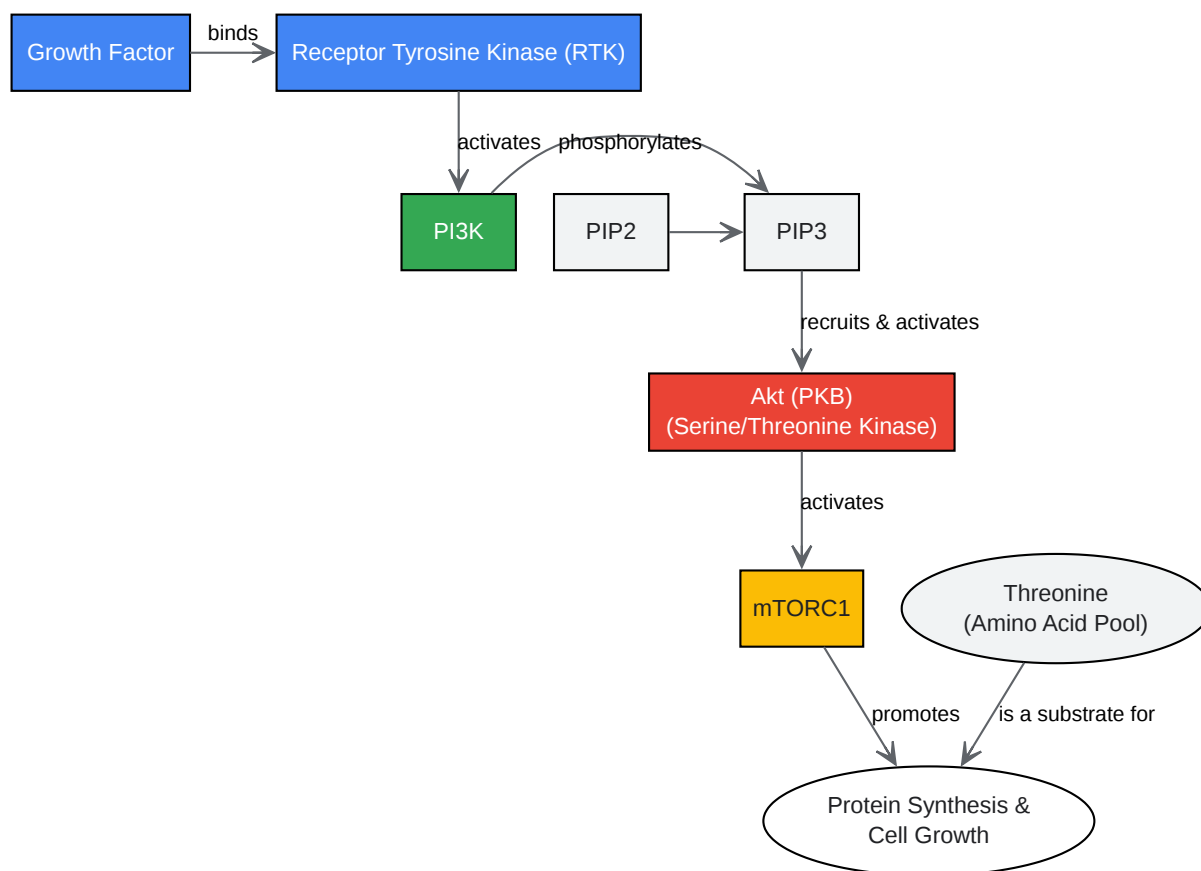 Growth Factor
binds
Receptor Tyrosine Kinase (RTK)
activates
phosphorylates
PI3K
PIP2
PIP3
recruits & activates
Akt (PKB)
(Serine/Threonine Kinase)
activates
mTORC1
Threonine
(Amino Acid Pool)
promotes
is a substrate for
Protein Synthesis &
Cell Growth